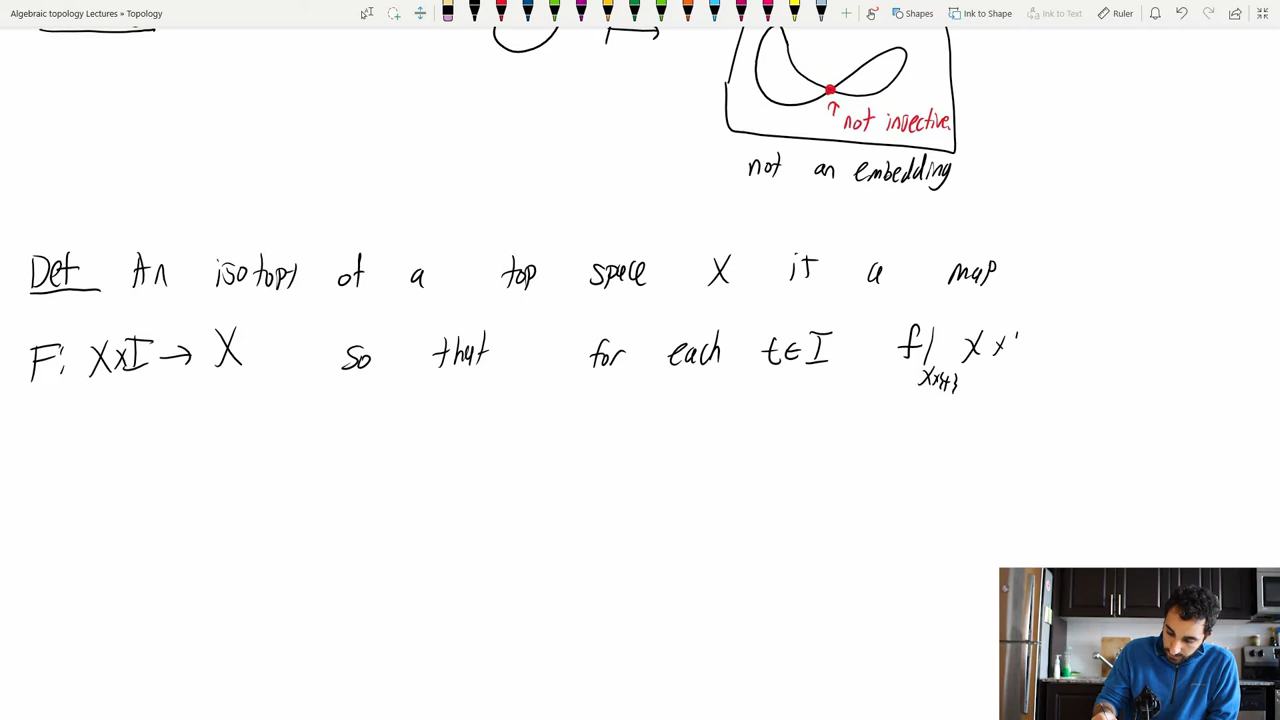 Algebraic topology Lectures – Topology
Shapes Ink to Shape Ink to Text Ruler
not injective
not an embedding
Def An isotopy of a top space X is a map
F: X×I → X so that for each t∈I f| X×
X×{t}